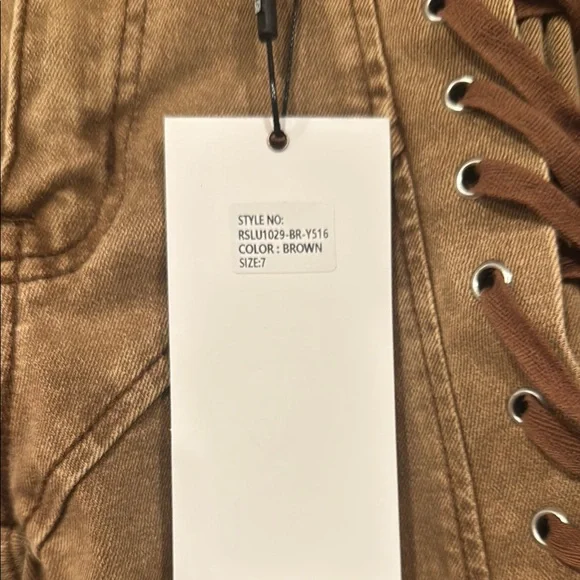 STYLE NO:
RSLU1029-BR-Y516
COLOR : BROWN
SIZE:7